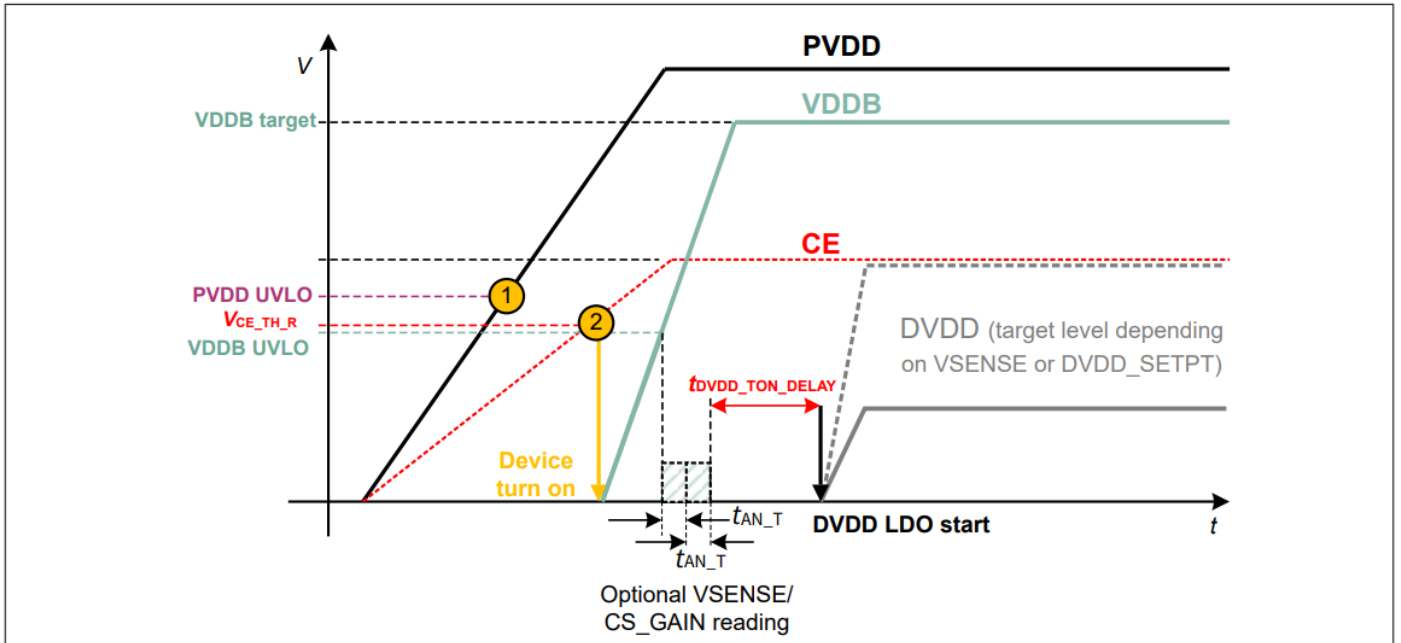 V
PVDD
VDDB target
VDDB
CE
PVDD UVLO
1
VCE_TH_R
2
VDDB UVLO
DVDD (target level depending
on VSENSE or DVDD_SETPT)
tDVDD_TON_DELAY
Device
turn on
tAN_T
DVDD LDO start
t
tAN_T
Optional VSENSE/
CS_GAIN reading